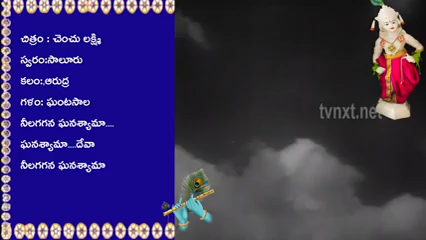 చిత్రం : చెంచు లక్ష్మి
స్వరం:సాలూరు
కలం:,ఆరుద్ర
గళం: ఘంటసాల
నీలగగన ఘనశ్యామా....
ఘనశ్యామా....దేవా
నీలగగన ఘనశ్యామా
tvnxt.net